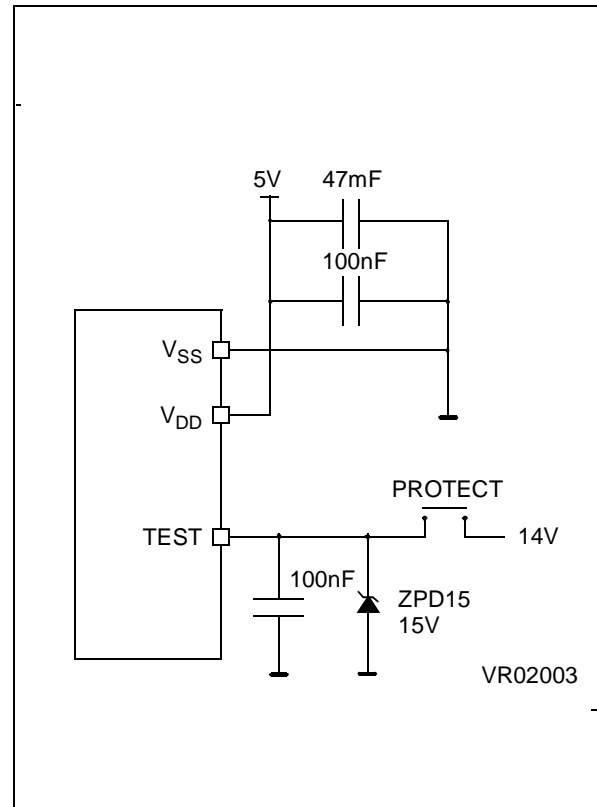 5V 47mF
100nF
VSS
VDD
PROTECT
TEST 14V
100nF ZPD15
15V
VR02003